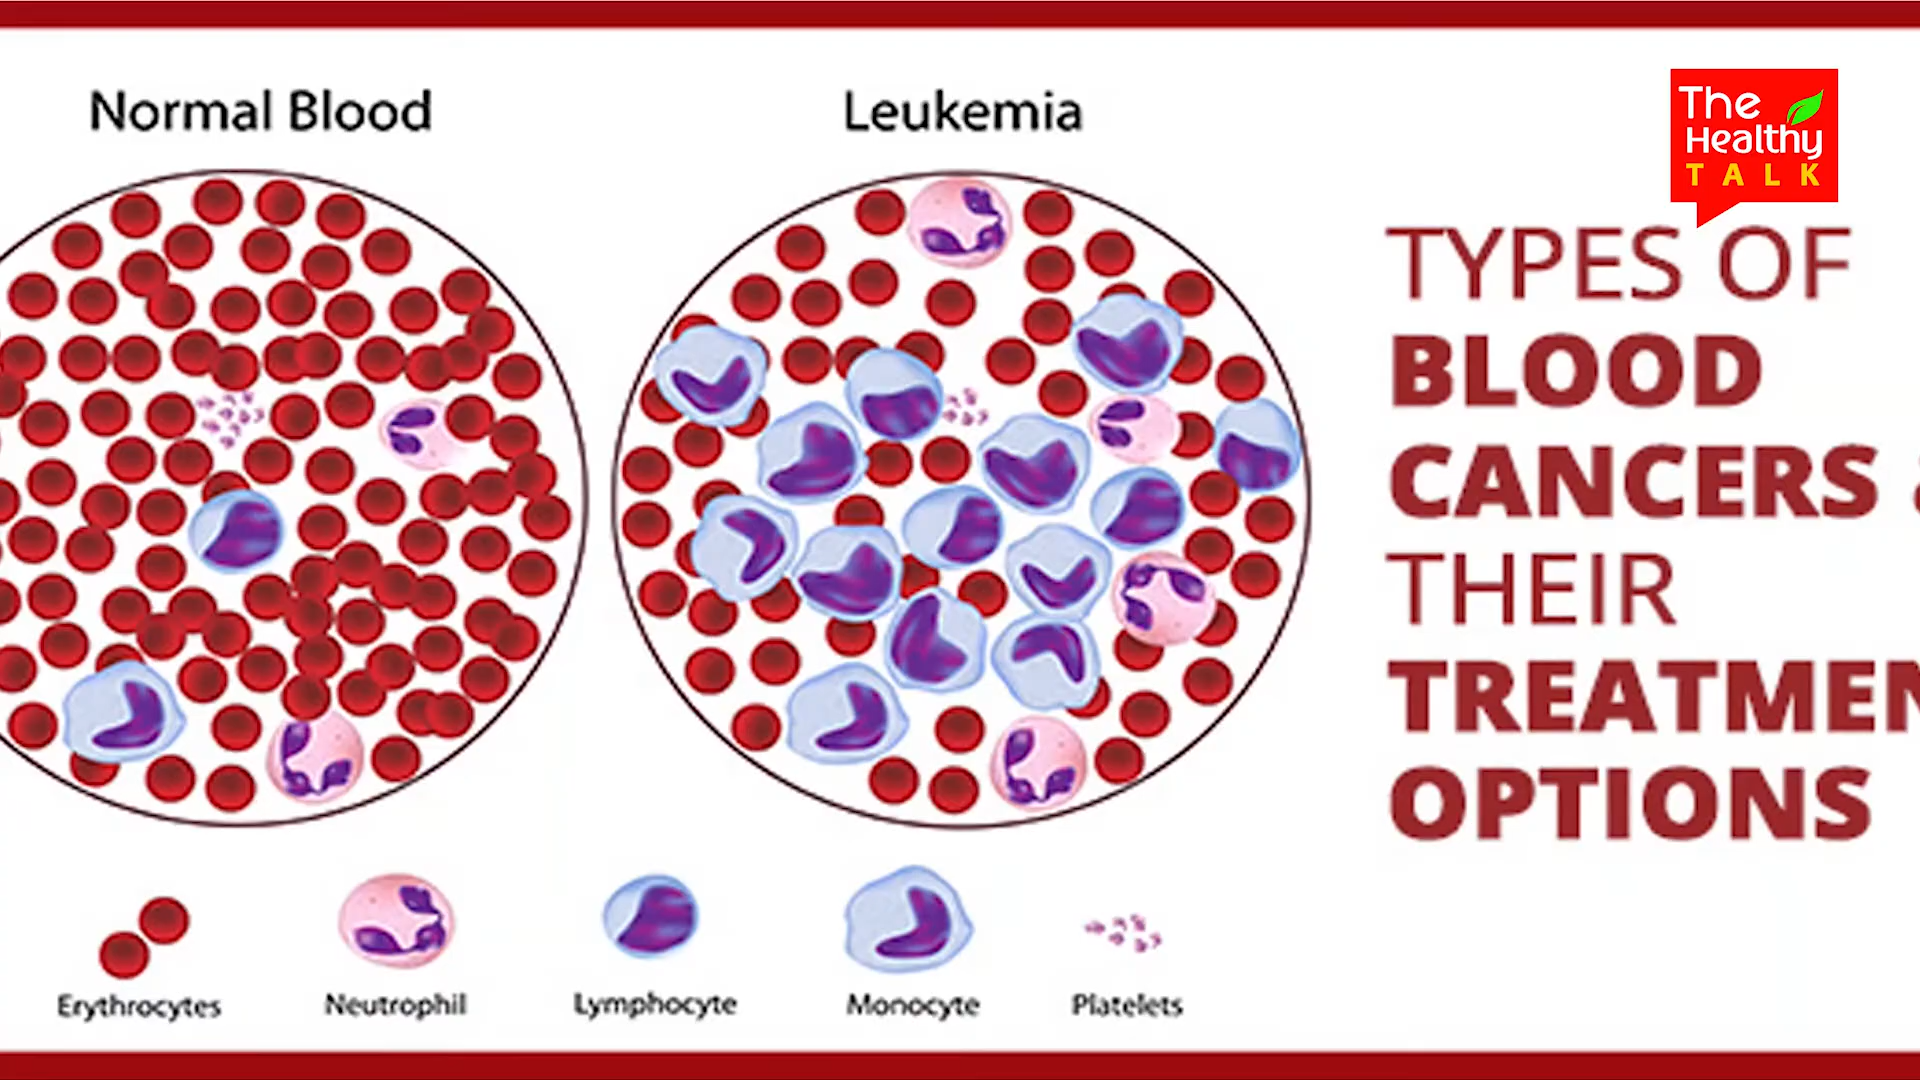 Normal Blood
Leukemia
The
Healthy
TALK
TYPES OF
BLOOD
CANCERS
THEIR
OPTIONS
Erythrocytes
Neutrophil
Lymphocyte
Monocyte
Platelets